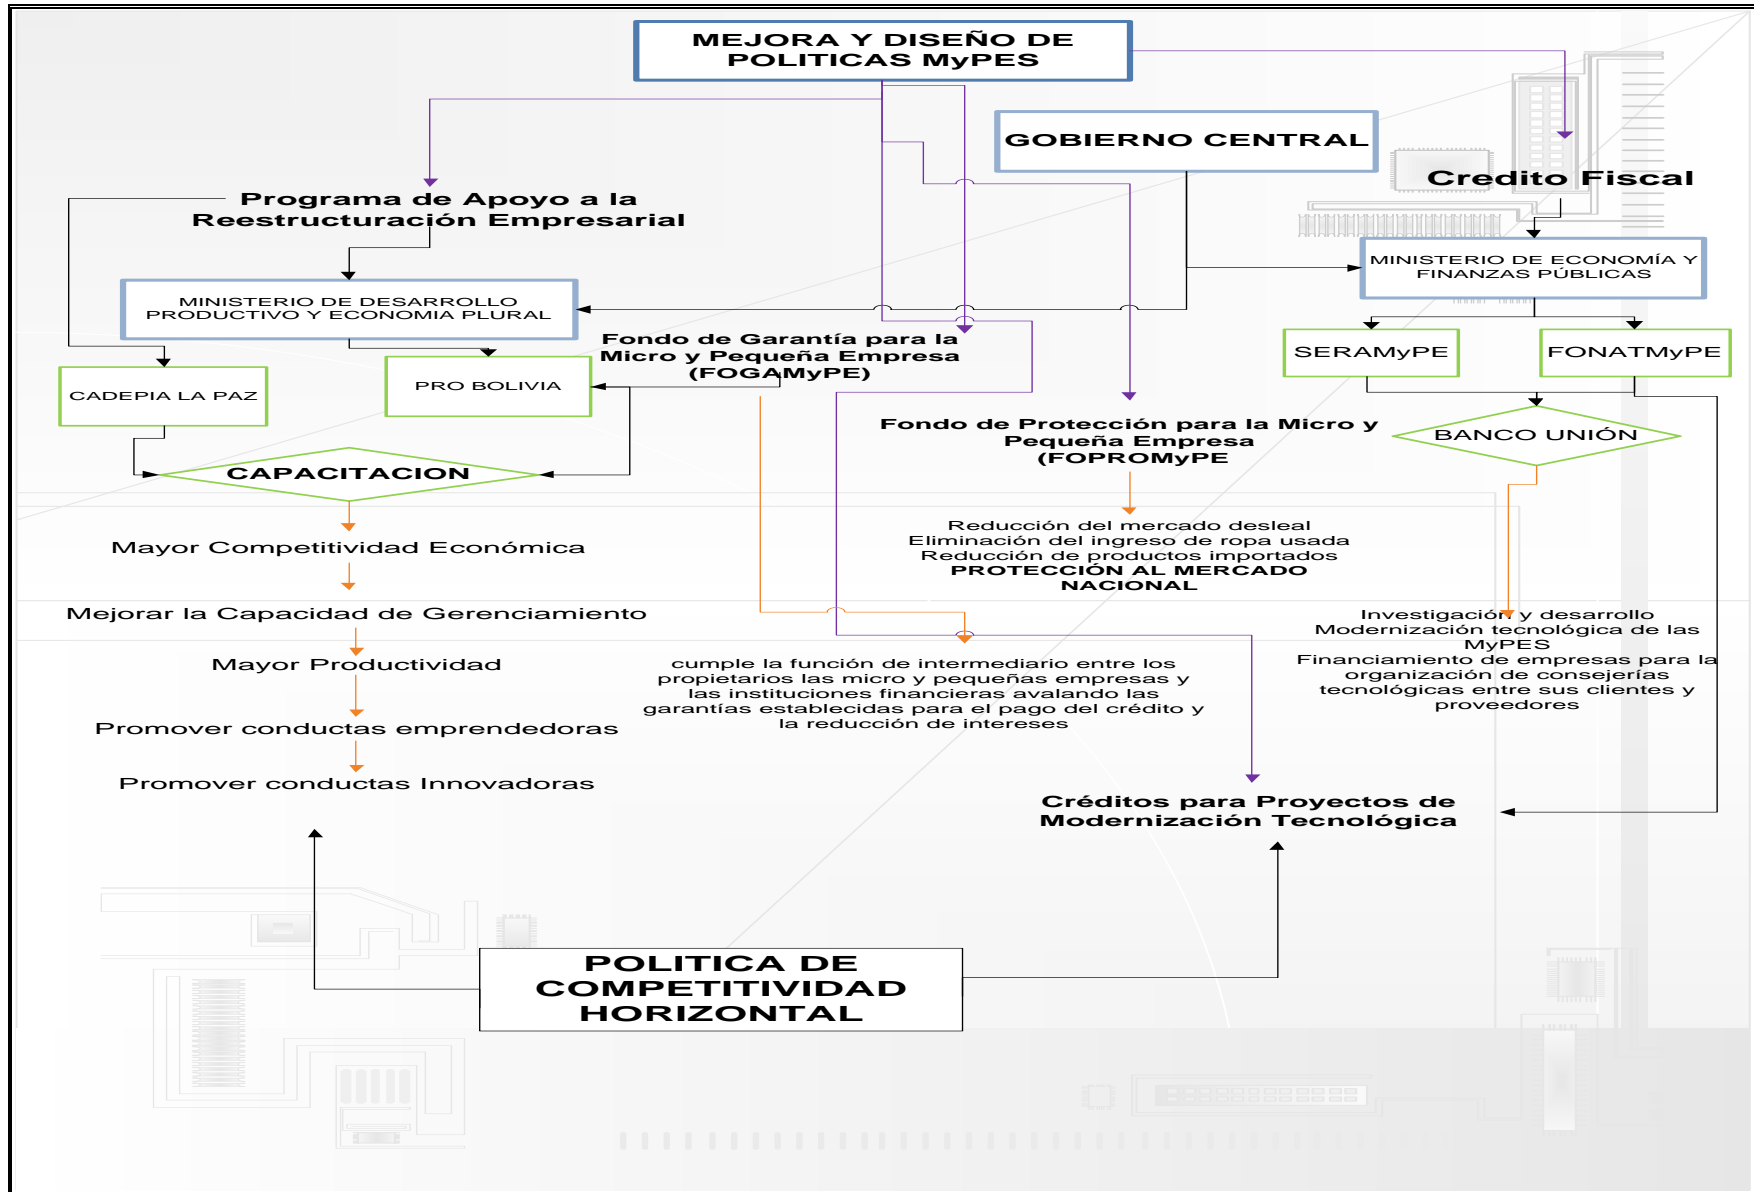 MEJORA Y DISEÑO DE
POLITICAS MyPES
GOBIERNO CENTRAL
Credito Fiscal
Programa de Apoyo a la
Reestructuración Empresarial
MINISTERIO DE ECONOMÍA Y
FINANZAS PÚBLICAS
MINISTERIO DE DESARROLLO
PRODUCTIVO Y ECONOMIA PLURAL
Fondo de Garantía para la
Micro y Pequeña Empresa
(FOGAMyPE)
SERAMyPE
FONATMyPE
CADEPIA LA PAZ
PRO BOLIVIA
Fondo de Protección para la Micro y
Pequeña Empresa
(FOPROMyPE
BANCO UNIÓN
CAPACITACION
Reducción del mercado desleal
Eliminación del ingreso de ropa usada
Reducción de productos importados
PROTECCIÓN AL MERCADO
NACIONAL
Mayor Competitividad Económica
Mejorar la Capacidad de Gerenciamiento
Mayor Productividad
Promover conductas emprendedoras
Promover conductas Innovadoras
cumple la función de intermediario entre los
propietarios las micro y pequeñas empresas y
las instituciones financieras avalando las
garantías establecidas para el pago del crédito y
la reducción de intereses
Investigación y desarrollo
Modernización tecnológica de las
MyPES
Financiamiento de empresas para la
organización de consejerías
tecnológicas entre sus clientes y
proveedores
Créditos para Proyectos de
Modernización Tecnológica
POLITICA DE
COMPETITIVIDAD
HORIZONTAL